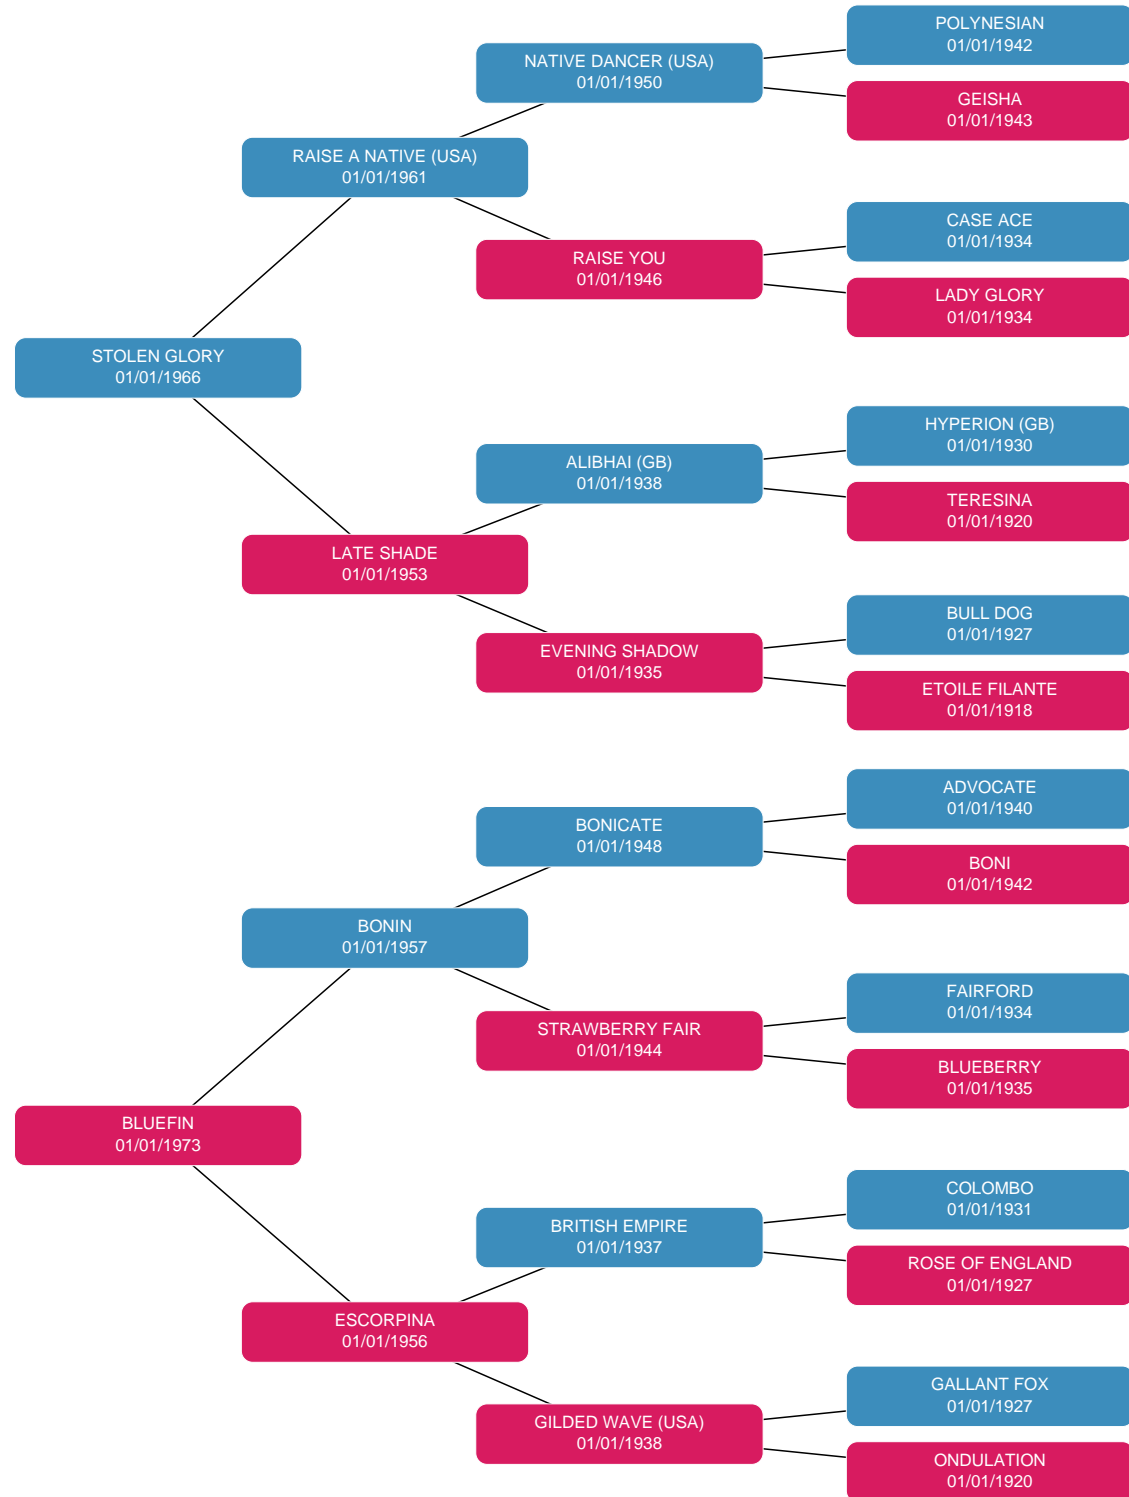 POLYNESIAN
01/01/1942
NATIVE DANCER (USA)
01/01/1950
GEISHA
01/01/1943
RAISE A NATIVE (USA)
01/01/1961
CASE ACE
01/01/1934
RAISE YOU
01/01/1946
LADY GLORY
01/01/1934
STOLEN GLORY
01/01/1966
HYPERION (GB)
01/01/1930
ALIBHAI (GB)
01/01/1938
TERESINA
01/01/1920
LATE SHADE
01/01/1953
BULL DOG
01/01/1927
EVENING SHADOW
01/01/1935
ETOILE FILANTE
01/01/1918
ADVOCATE
01/01/1940
BONICATE
01/01/1948
BONI
01/01/1942
BONIN
01/01/1957
FAIRFORD
01/01/1934
STRAWBERRY FAIR
01/01/1944
BLUEBERRY
01/01/1935
BLUEFIN
01/01/1973
COLOMBO
01/01/1931
BRITISH EMPIRE
01/01/1937
ROSE OF ENGLAND
01/01/1927
ESCORPINA
01/01/1956
GALLANT FOX
01/01/1927
GILDED WAVE (USA)
01/01/1938
ONDULATION
01/01/1920